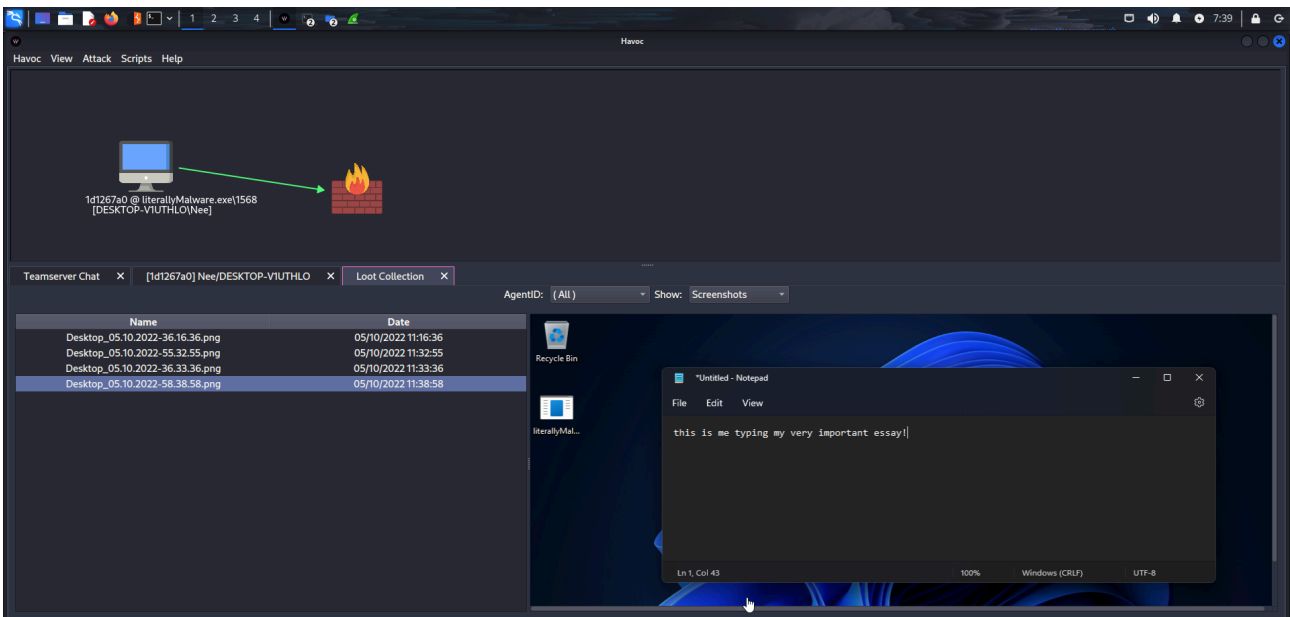 1 2 3 4 7:39
Havoc
Havoc View Attack Scripts Help
1d1267a0 @ literallyMalware.exe\1568
[DESKTOP-V1UTHLO\Nee]
Teamserver Chat [1d1267a0] Nee/DESKTOP-V1UTHLO Loot Collection
AgentID: (All) Show: Screenshots
Name Date
Desktop_05.10.2022-36.16.36.png 05/10/2022 11:16:36
Desktop_05.10.2022-55.32.55.png 05/10/2022 11:32:55
Desktop_05.10.2022-36.33.36.png 05/10/2022 11:33:36
Desktop_05.10.2022-58.38.58.png 05/10/2022 11:38:58
Recycle Bin
literallyMal...
*Untitled - Notepad
File Edit View
this is me typing my very important essay!
Ln 1, Col 43 100% Windows (CRLF) UTF-8